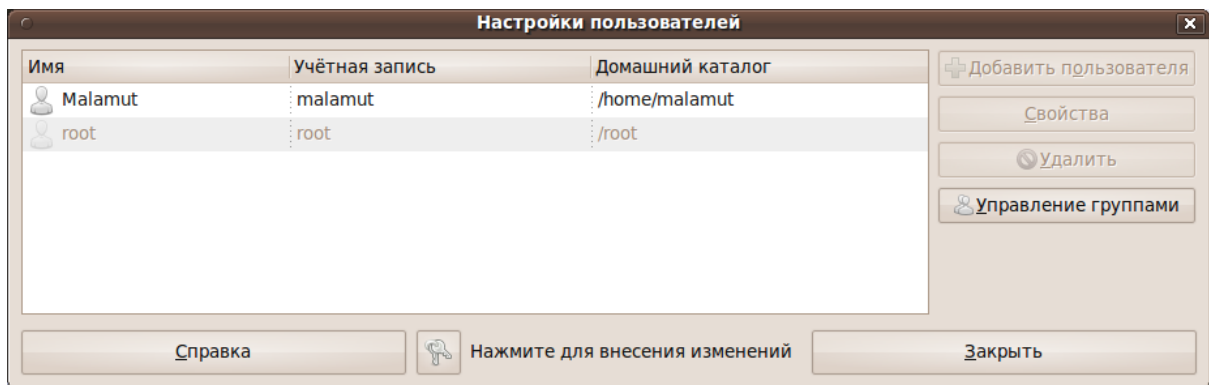 Настройки пользователей
Имя Учётная запись Домашний каталог
Malamut malamut /home/malamut
root root /root
Добавить пользователя
Свойства
Удалить
Управление группами
Справка
Нажмите для внесения изменений
Закрыть